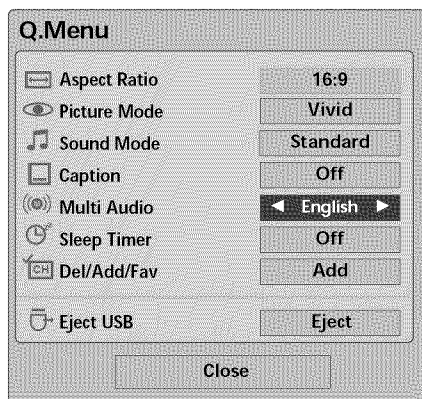 Q.Menu
Aspect Ratio 16:9
Picture Mode Vivid
Sound Mode Standard
Caption Off
Multi Audio ◄ English ►
Sleep Timer Off
CH Del/Add/Fav Add
Eject USB Eject
Close